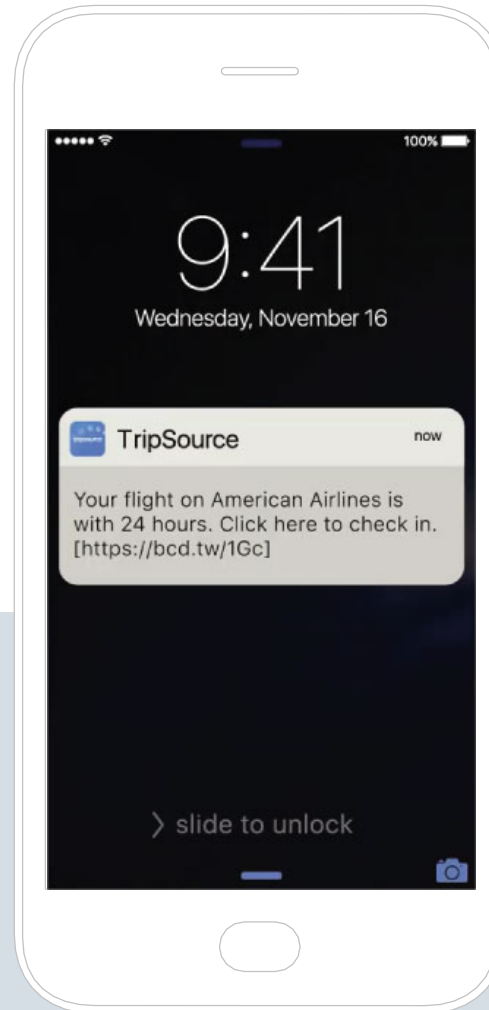 100%
9:41
Wednesday, November 16
TripSource
now
Your flight on American Airlines is
with 24 hours. Click here to check in.
[https://bcd.tw/1Gc]
> slide to unlock